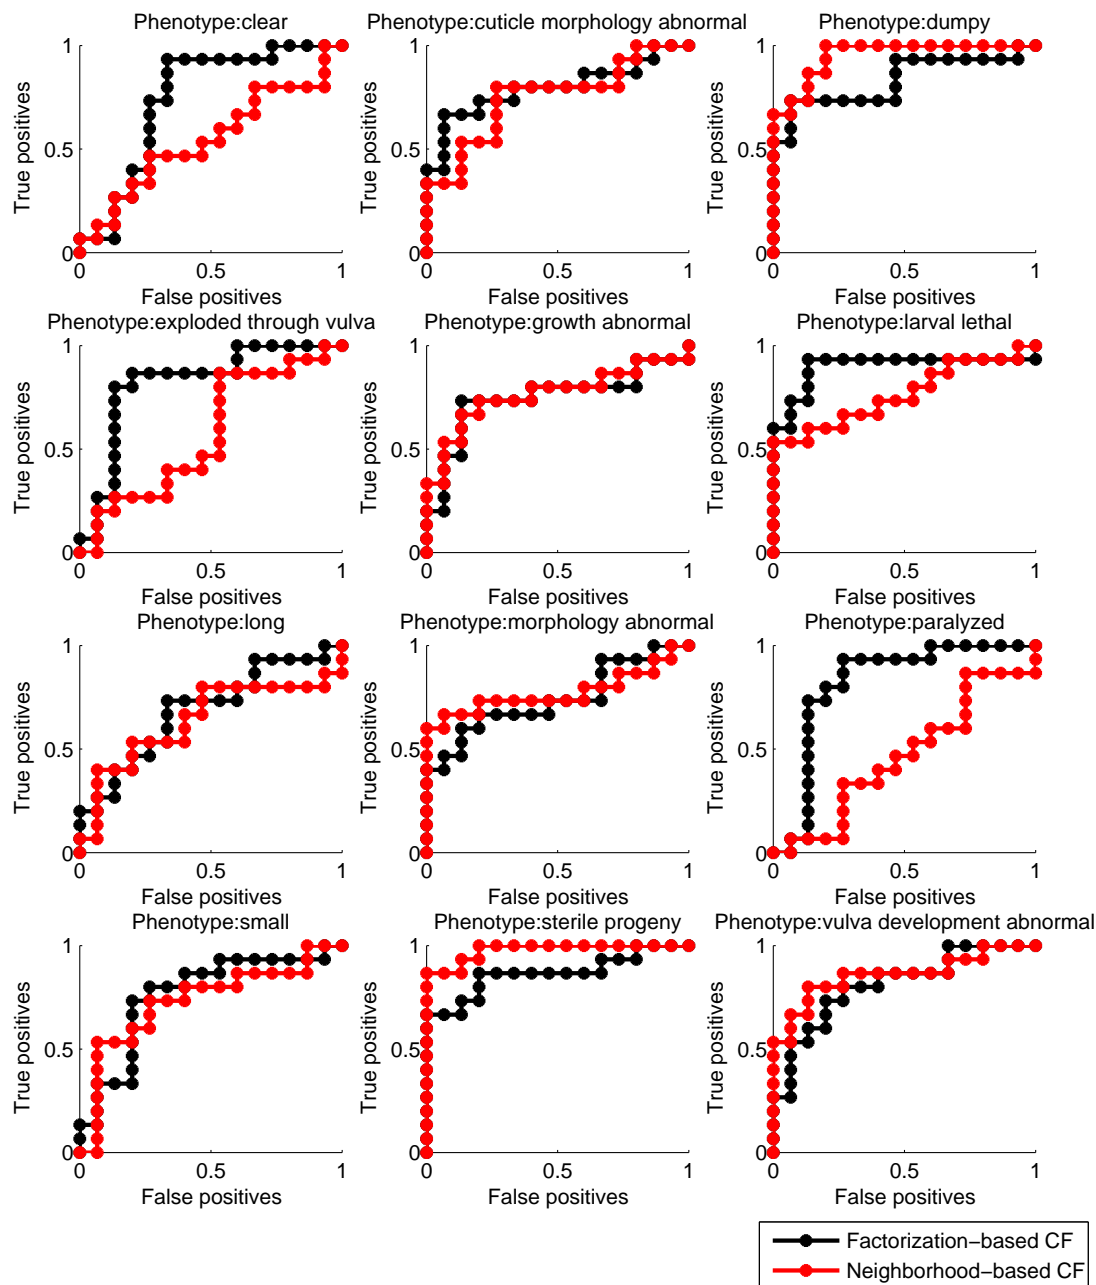 Phenotype:clear
Phenotype:cuticle morphology abnormal
Phenotype:dumpy
1
0.5
0
True positives
0
0.5
1
False positives
1
0.5
0
True positives
0
0.5
1
False positives
1
0.5
0
True positives
0
0.5
1
False positives
Phenotype:exploded through vulva
Phenotype:growth abnormal
Phenotype:larval lethal
1
0.5
0
True positives
0
0.5
1
False positives
1
0.5
0
True positives
0
0.5
1
False positives
1
0.5
0
True positives
0
0.5
1
False positives
Phenotype:long
Phenotype:morphology abnormal
Phenotype:paralyzed
1
0.5
0
True positives
0
0.5
1
False positives
1
0.5
0
True positives
0
0.5
1
False positives
1
0.5
0
True positives
0
0.5
1
False positives
Phenotype:small
Phenotype:sterile progeny
Phenotype:vulva development abnormal
1
0.5
0
True positives
0
0.5
1
False positives
1
0.5
0
True positives
0
0.5
1
False positives
1
0.5
0
True positives
0
0.5
1
False positives
Factorization−based CF
Neighborhood−based CF